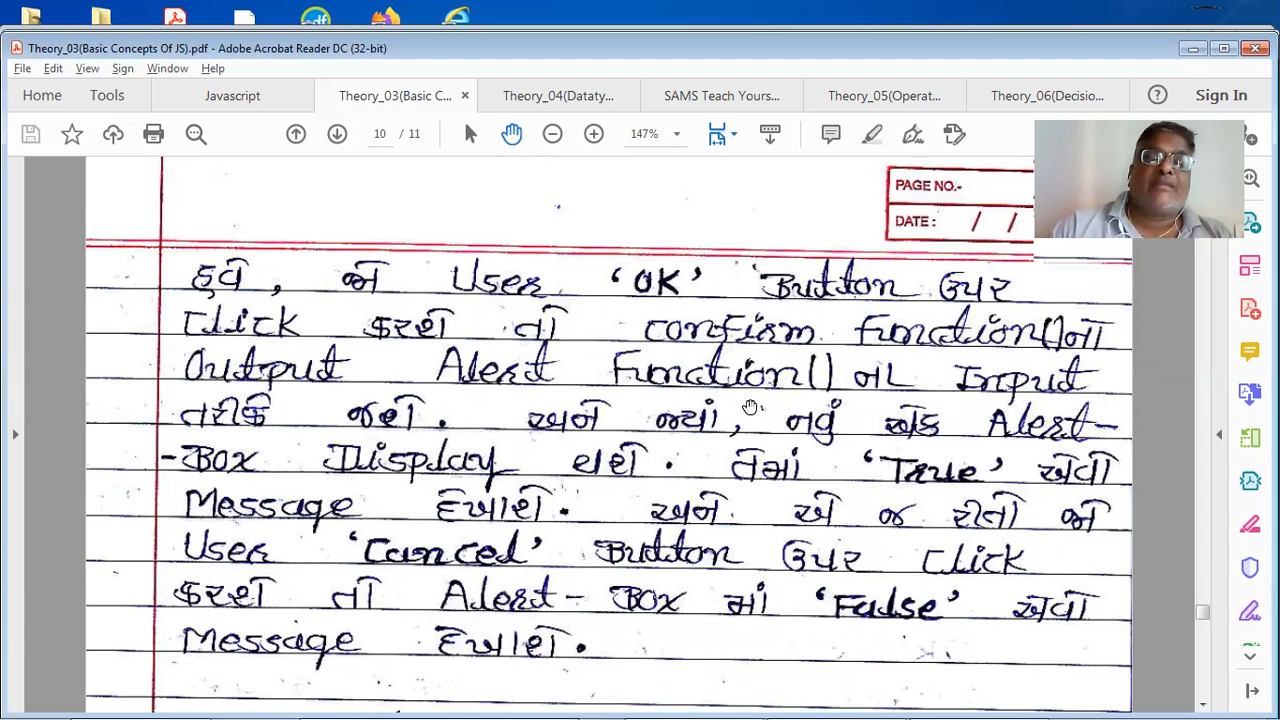 Theory_03(Basic Concepts Of JS).pdf - Adobe Acrobat Reader DC (32-bit)
File Edit View Sign Window Help
Home Tools Javascript Theory_03(Basic C... × Theory_04(Dataty... SAMS Teach Yours... Theory_05(Operat... Theory_06(Decisio... Sign In
10 / 11 147%
PAGE NO.-
DATE : / /
હવે, જો User 'OK' Button ઉપર
Click કરશે તો confirm function()નો
Output Alert Function() ના Input
તરીકે જશે. અને જ્યાં, નવું એક Alert-
-Box Display થશે. તેમાં 'True' એવો
Message દેખાશે. અને એ જ રીતે જો
User 'Cancel' Button ઉપર Click
કરશે તો Alert-Box માં 'False' એવો
Message દેખાશે.